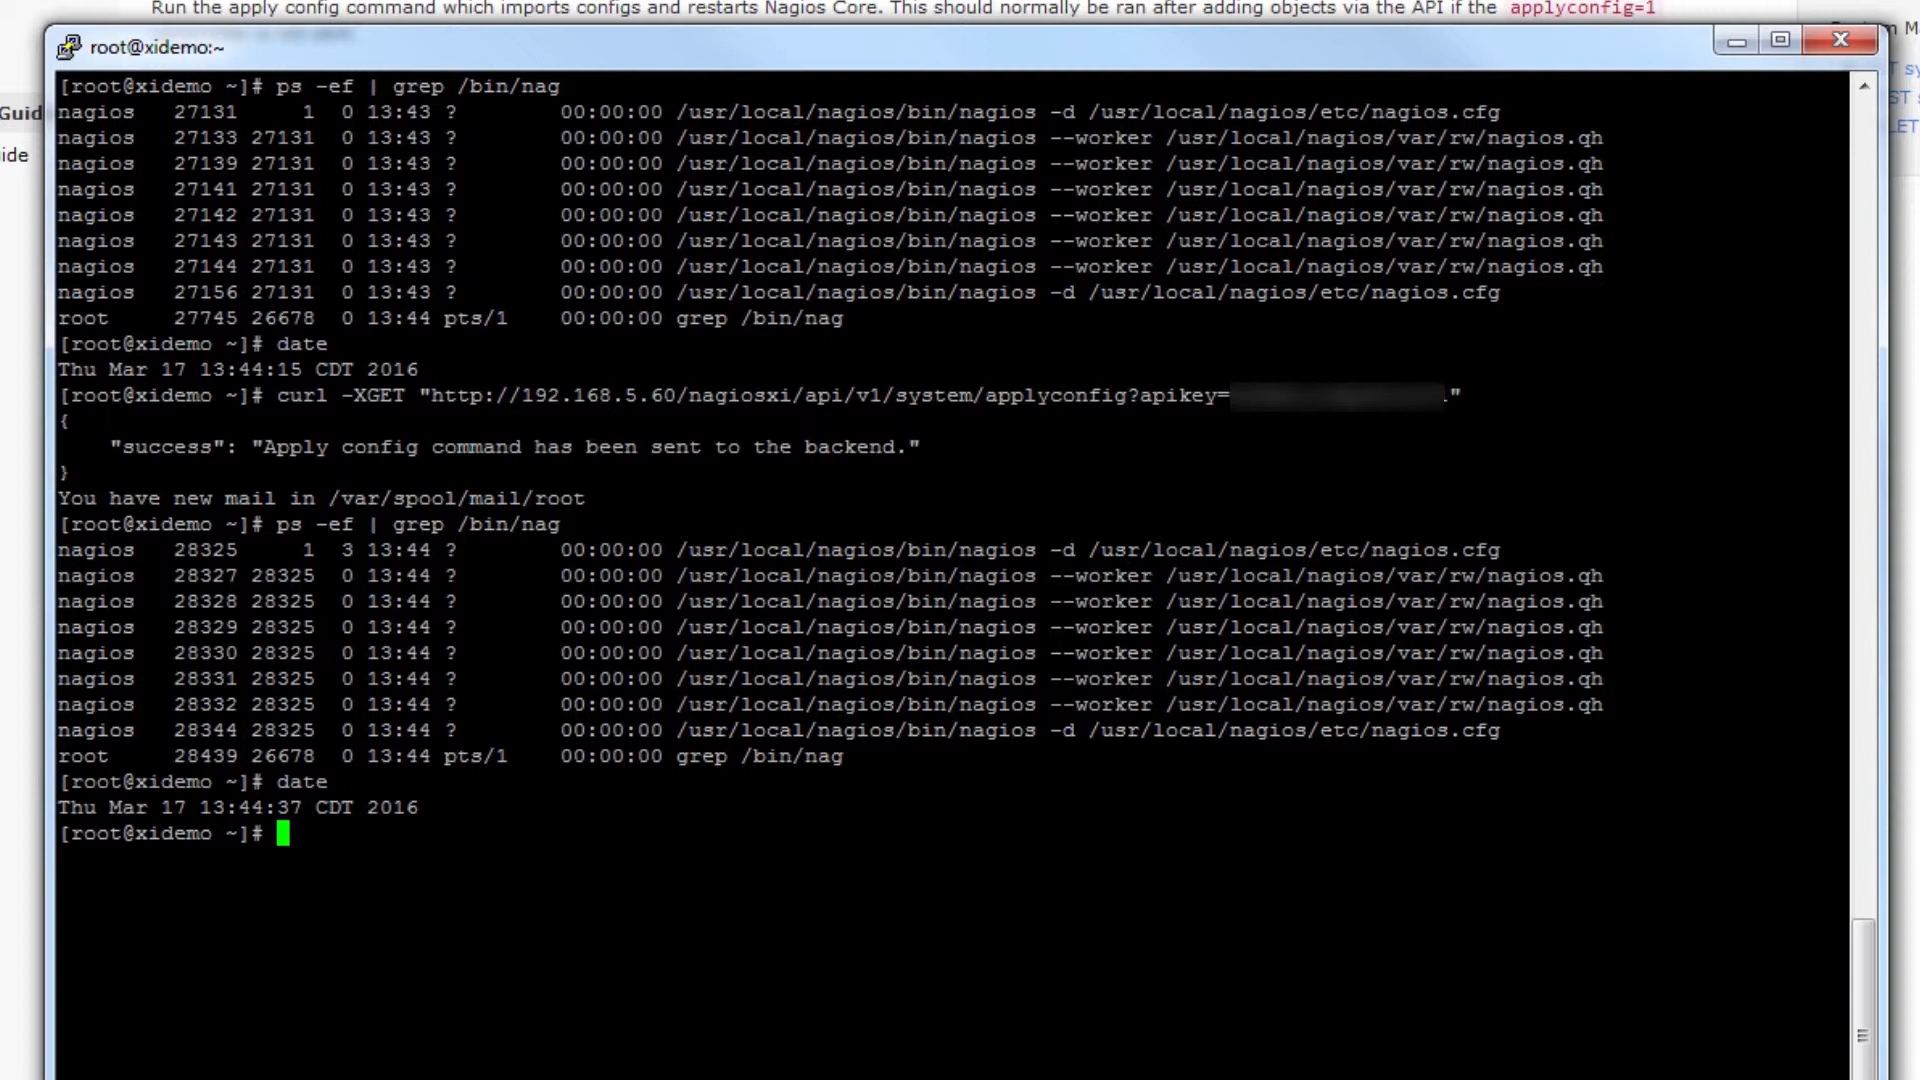 Run the apply config command which imports configs and restarts Nagios Core. This should normally be ran after adding objects via the API if the applyconfig=1
root@xidemo:~
[root@xidemo ~]# ps -ef | grep /bin/nag
nagios   27131     1  0 13:43 ?        00:00:00 /usr/local/nagios/bin/nagios -d /usr/local/nagios/etc/nagios.cfg
nagios   27133 27131  0 13:43 ?        00:00:00 /usr/local/nagios/bin/nagios --worker /usr/local/nagios/var/rw/nagios.qh
nagios   27139 27131  0 13:43 ?        00:00:00 /usr/local/nagios/bin/nagios --worker /usr/local/nagios/var/rw/nagios.qh
nagios   27141 27131  0 13:43 ?        00:00:00 /usr/local/nagios/bin/nagios --worker /usr/local/nagios/var/rw/nagios.qh
nagios   27142 27131  0 13:43 ?        00:00:00 /usr/local/nagios/bin/nagios --worker /usr/local/nagios/var/rw/nagios.qh
nagios   27143 27131  0 13:43 ?        00:00:00 /usr/local/nagios/bin/nagios --worker /usr/local/nagios/var/rw/nagios.qh
nagios   27144 27131  0 13:43 ?        00:00:00 /usr/local/nagios/bin/nagios --worker /usr/local/nagios/var/rw/nagios.qh
nagios   27156 27131  0 13:43 ?        00:00:00 /usr/local/nagios/bin/nagios -d /usr/local/nagios/etc/nagios.cfg
root     27745 26678  0 13:44 pts/1    00:00:00 grep /bin/nag
[root@xidemo ~]# date
Thu Mar 17 13:44:15 CDT 2016
[root@xidemo ~]# curl -XGET "http://192.168.5.60/nagiosxi/api/v1/system/applyconfig?apikey="
{
    "success": "Apply config command has been sent to the backend."
}
You have new mail in /var/spool/mail/root
[root@xidemo ~]# ps -ef | grep /bin/nag
nagios   28325     1  3 13:44 ?        00:00:00 /usr/local/nagios/bin/nagios -d /usr/local/nagios/etc/nagios.cfg
nagios   28327 28325  0 13:44 ?        00:00:00 /usr/local/nagios/bin/nagios --worker /usr/local/nagios/var/rw/nagios.qh
nagios   28328 28325  0 13:44 ?        00:00:00 /usr/local/nagios/bin/nagios --worker /usr/local/nagios/var/rw/nagios.qh
nagios   28329 28325  0 13:44 ?        00:00:00 /usr/local/nagios/bin/nagios --worker /usr/local/nagios/var/rw/nagios.qh
nagios   28330 28325  0 13:44 ?        00:00:00 /usr/local/nagios/bin/nagios --worker /usr/local/nagios/var/rw/nagios.qh
nagios   28331 28325  0 13:44 ?        00:00:00 /usr/local/nagios/bin/nagios --worker /usr/local/nagios/var/rw/nagios.qh
nagios   28332 28325  0 13:44 ?        00:00:00 /usr/local/nagios/bin/nagios --worker /usr/local/nagios/var/rw/nagios.qh
nagios   28344 28325  0 13:44 ?        00:00:00 /usr/local/nagios/bin/nagios -d /usr/local/nagios/etc/nagios.cfg
root     28439 26678  0 13:44 pts/1    00:00:00 grep /bin/nag
[root@xidemo ~]# date
Thu Mar 17 13:44:37 CDT 2016
[root@xidemo ~]#